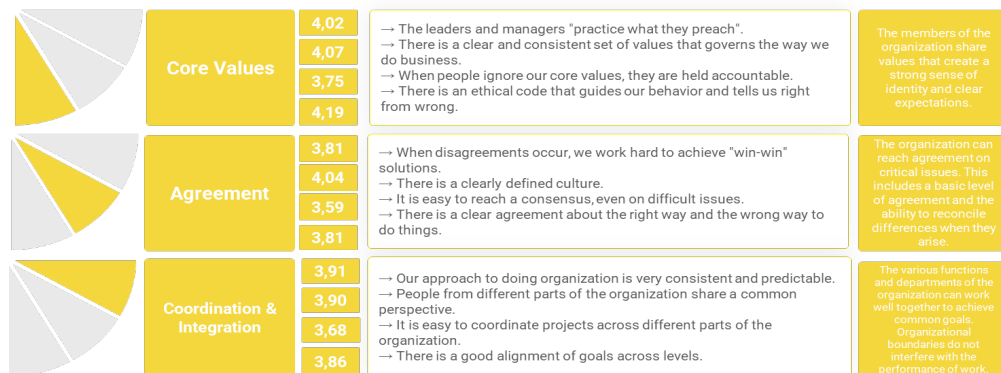 Core Values
4,02
4,07
3,75
4,19
→ The leaders and managers "practice what they preach".
→ There is a clear and consistent set of values that governs the way we
do business.
→ When people ignore our core values, they are held accountable.
→ There is an ethical code that guides our behavior and tells us right
from wrong.
The members of the
organization share
values that create a
strong sense of
identity and clear
expectations.
Agreement
3,81
4,04
3,59
3,81
→ When disagreements occur, we work hard to achieve "win-win"
solutions.
→ There is a clearly defined culture.
→ It is easy to reach a consensus, even on difficult issues.
→ There is a clear agreement about the right way and the wrong way to
do things.
The organization can
reach agreement on
critical issues. This
includes a basic level
of agreement and the
ability to reconcile
differences when they
arise.
Coordination &
Integration
3,91
3,90
3,68
3,86
→ Our approach to doing organization is very consistent and predictable.
→ People from different parts of the organization share a common
perspective.
→ It is easy to coordinate projects across different parts of the
organization.
→ There is a good alignment of goals across levels.
The various functions
and departments of the
organization can work
well together to achieve
common goals.
Organizational
boundaries do not
interfere with the
performance of work.